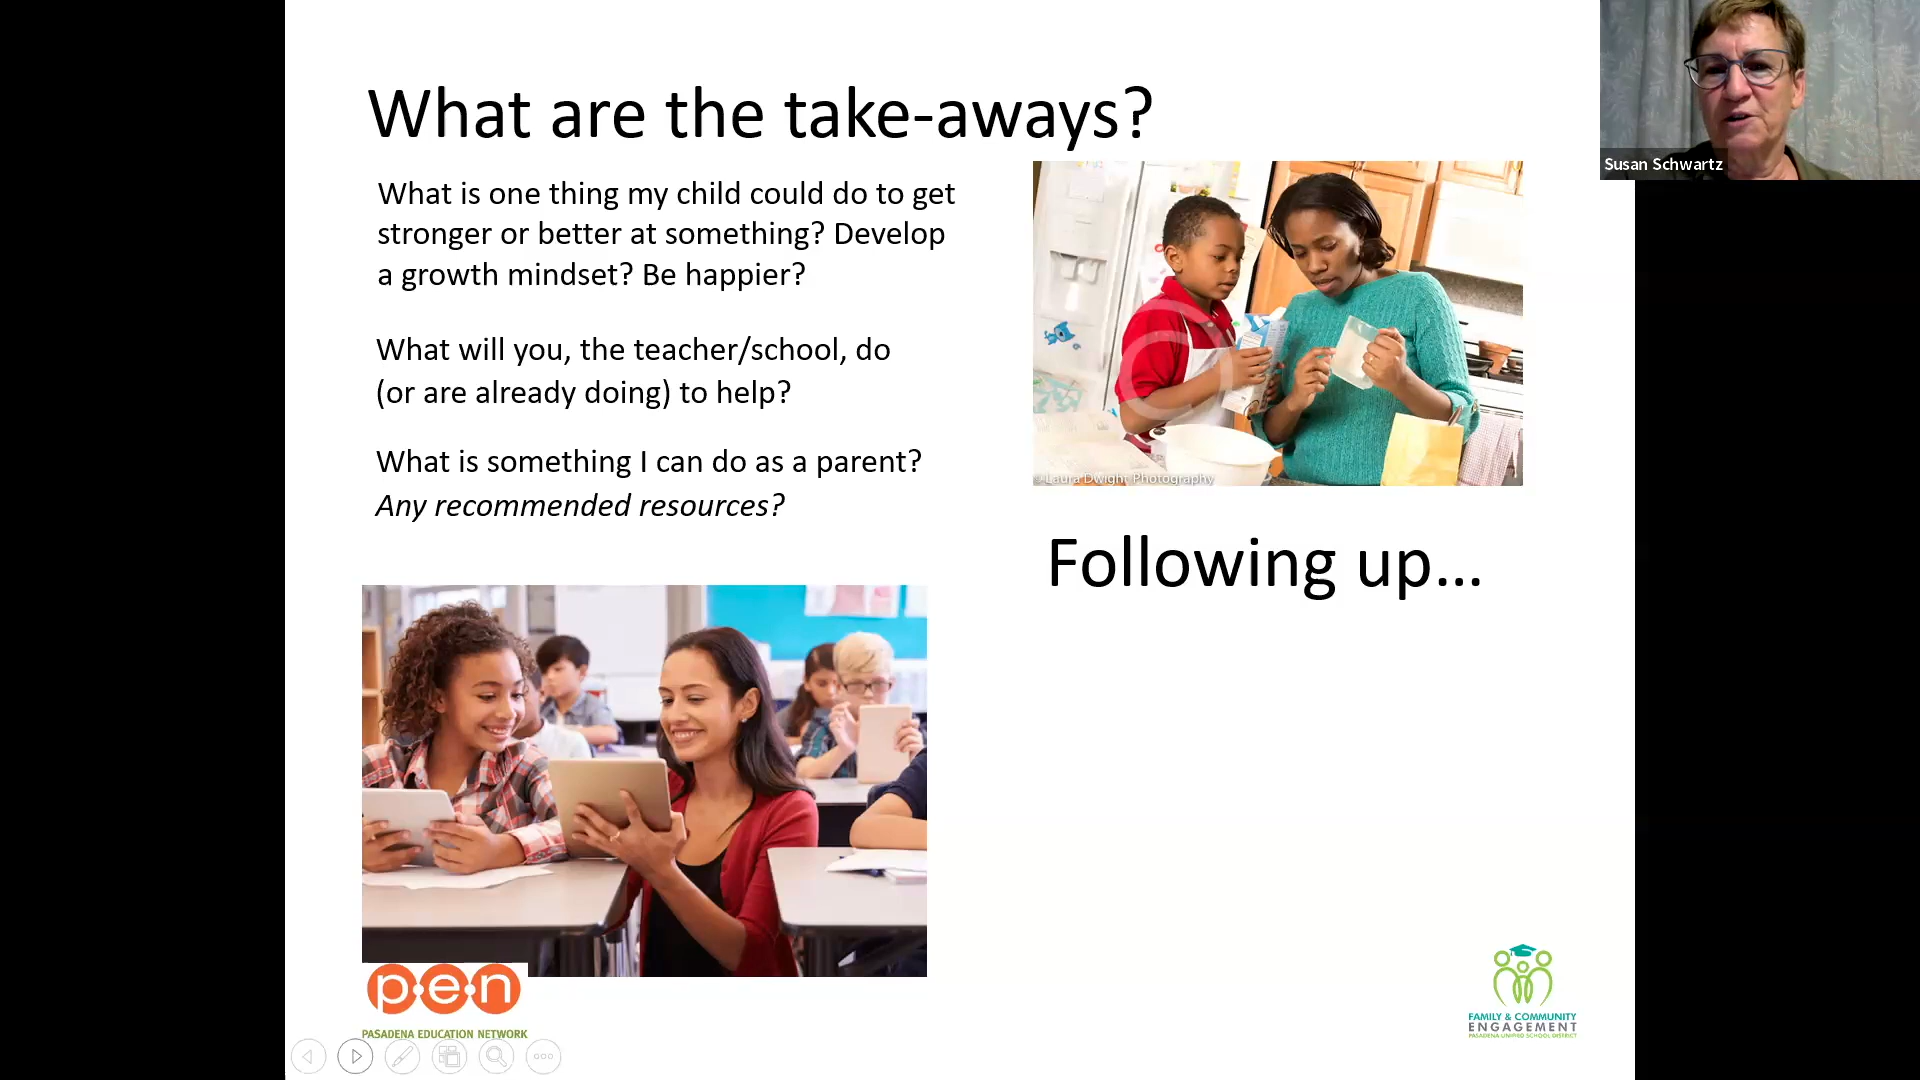 What are the take-aways?
What is one thing my child could do to get
stronger or better at something? Develop
a growth mindset? Be happier?
What will you, the teacher/school, do
(or are already doing) to help?
What is something I can do as a parent?
Any recommended resources?
©Laura Dwight Photography
Following up...
Susan Schwartz
p·e·n
PASADENA EDUCATION NETWORK
FAMILY & COMMUNITY
ENGAGEMENT
PASADENA UNIFIED SCHOOL DISTRICT